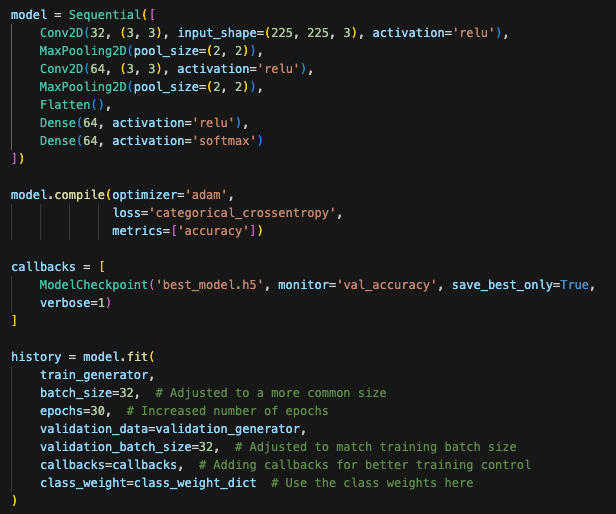 model = Sequential([
    Conv2D(32, (3, 3), input_shape=(225, 225, 3), activation='relu'),
    MaxPooling2D(pool_size=(2, 2)),
    Conv2D(64, (3, 3), activation='relu'),
    MaxPooling2D(pool_size=(2, 2)),
    Flatten(),
    Dense(64, activation='relu'),
    Dense(64, activation='softmax')
])

model.compile(optimizer='adam',
              loss='categorical_crossentropy',
              metrics=['accuracy'])

callbacks = [
    ModelCheckpoint('best_model.h5', monitor='val_accuracy', save_best_only=True,
    verbose=1)
]

history = model.fit(
    train_generator,
    batch_size=32,  # Adjusted to a more common size
    epochs=30,  # Increased number of epochs
    validation_data=validation_generator,
    validation_batch_size=32,  # Adjusted to match training batch size
    callbacks=callbacks,  # Adding callbacks for better training control
    class_weight=class_weight_dict  # Use the class weights here
)